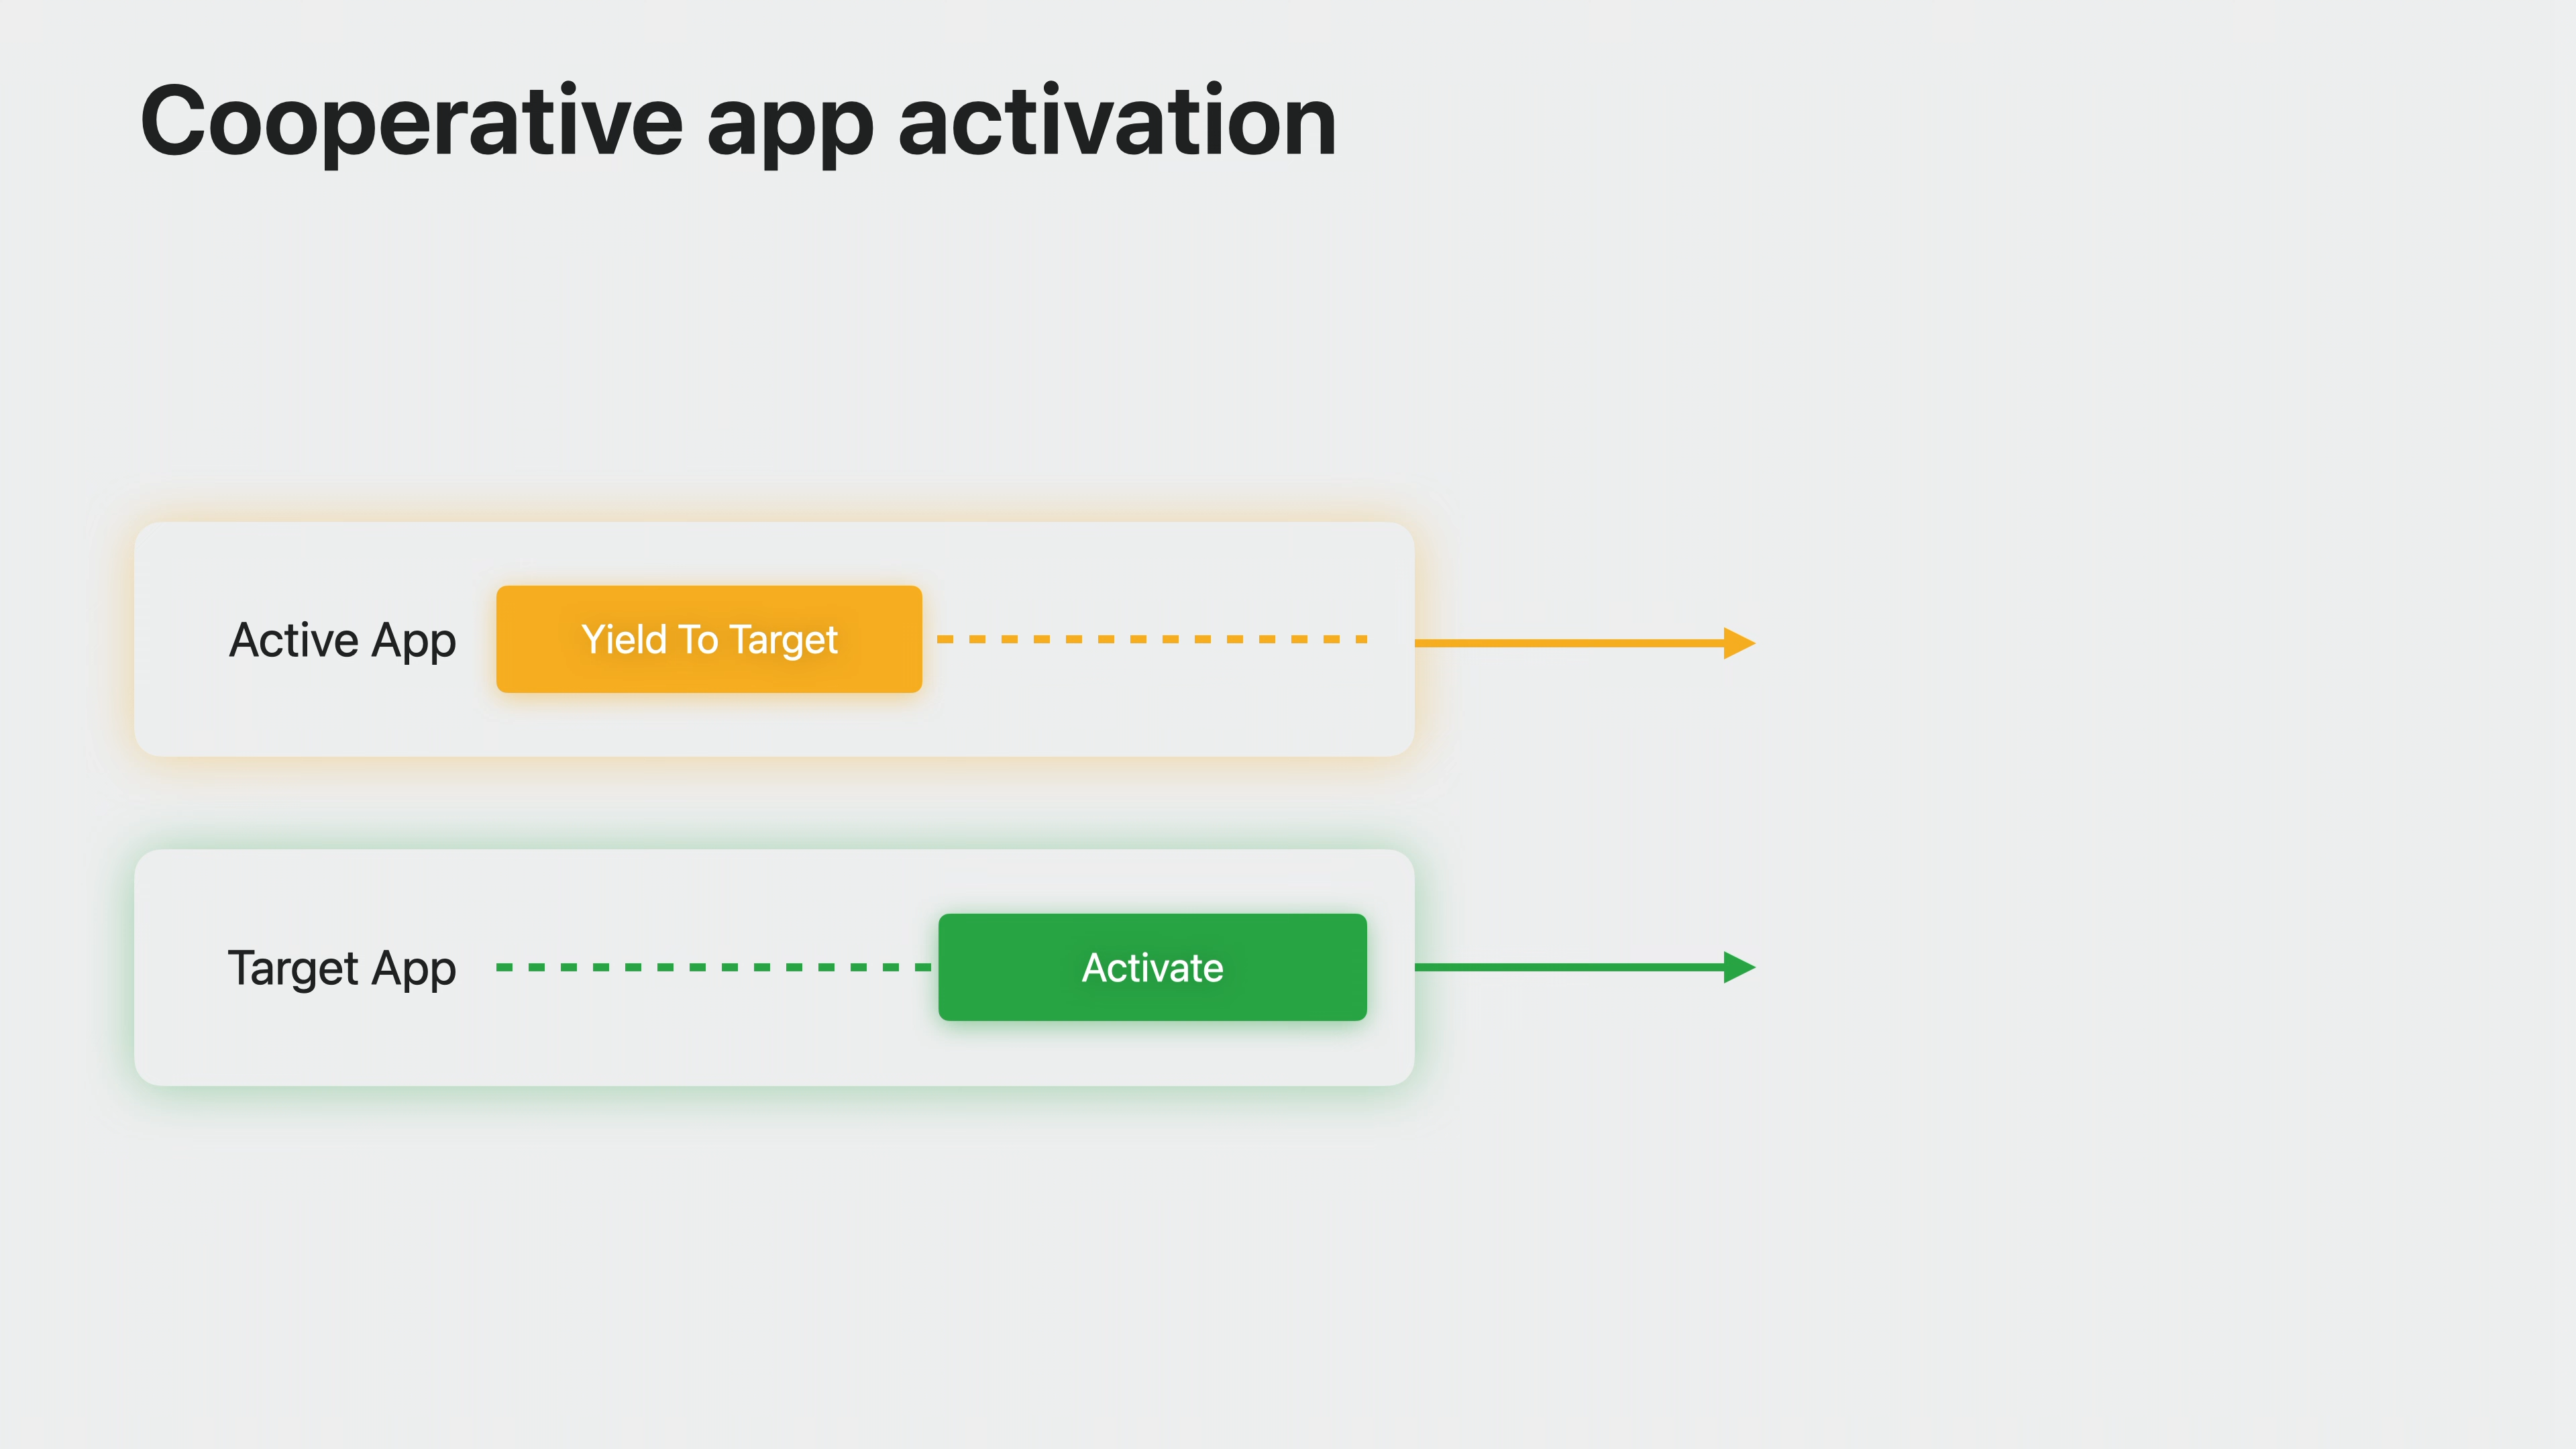 Cooperative app activation
Active App
Yield To Target
Target App
Activate